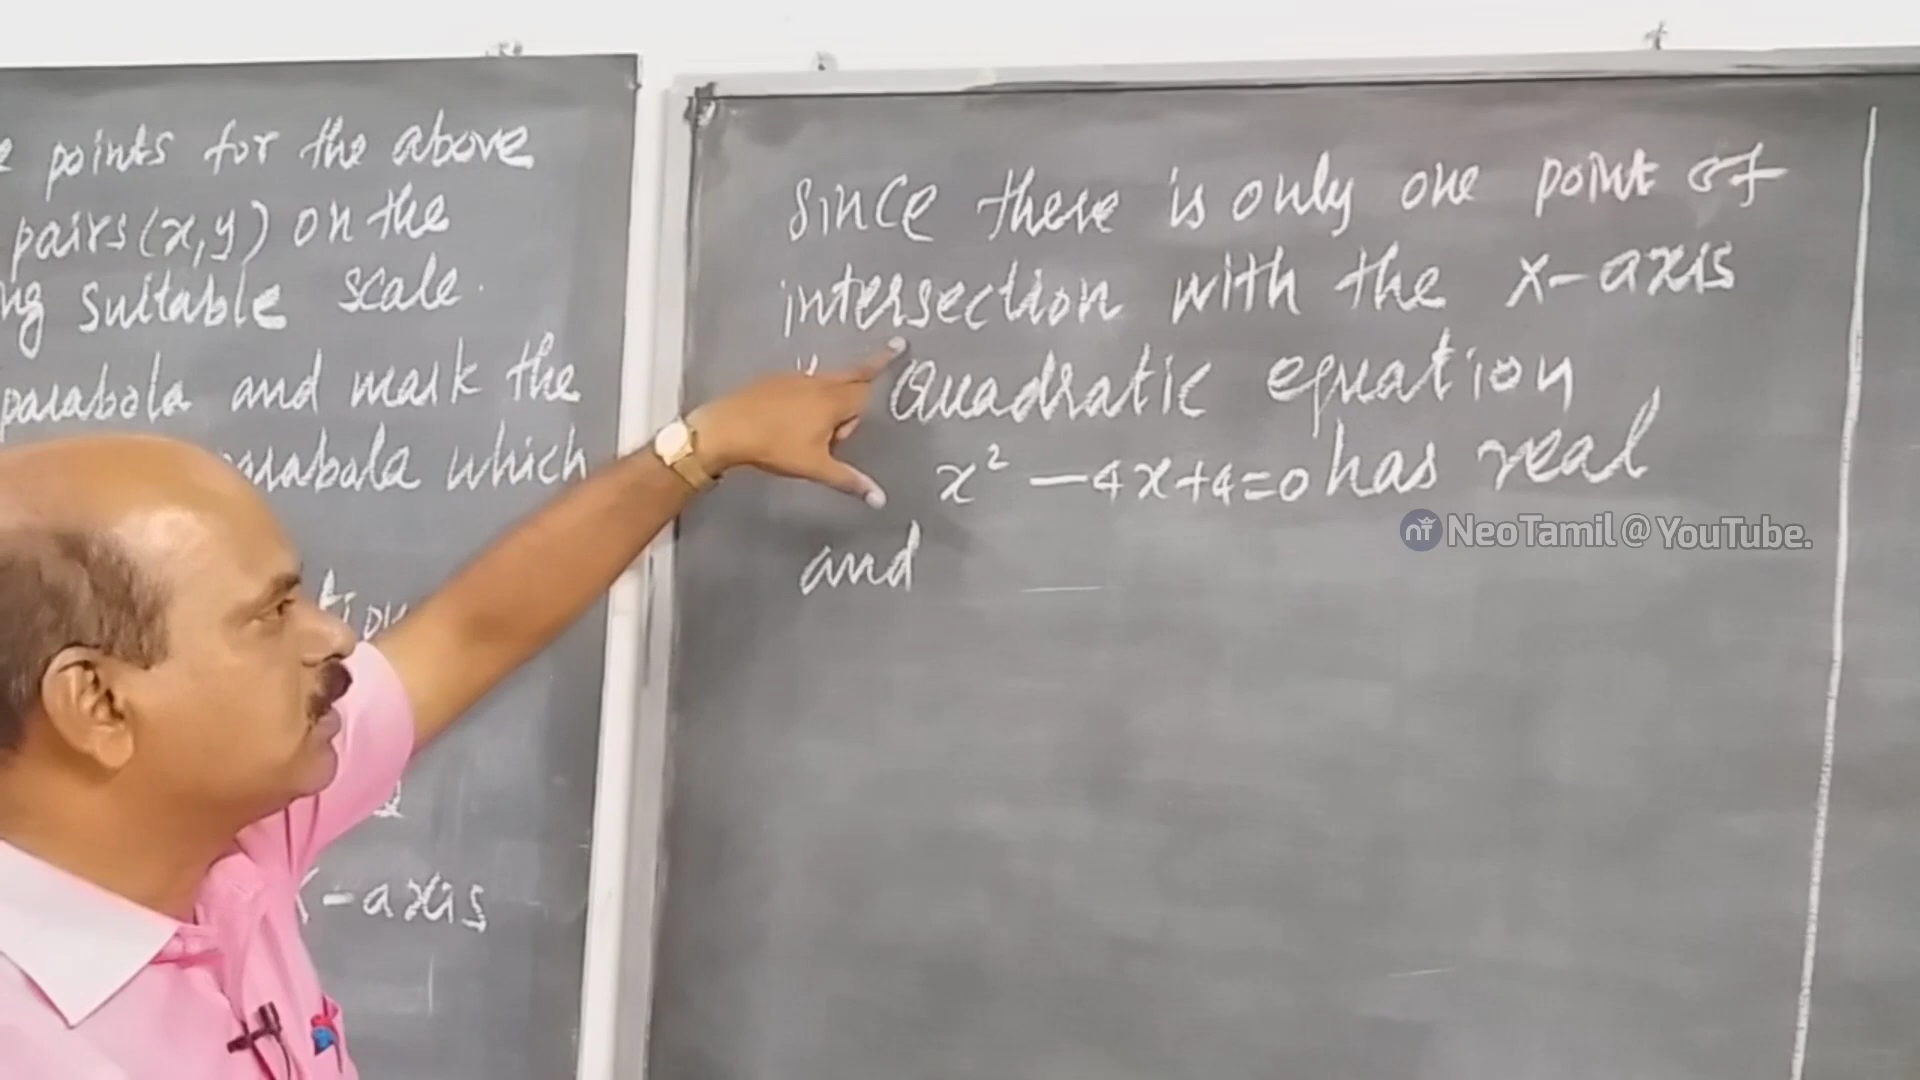 points for the above
pairs (x,y) on the
suitable scale.
parabola and mark the
parabola which
x-axis
Since there is only one point of
intersection with the x-axis
Quadratic equation
x² - 4x + 4 = 0 has real
and
NeoTamil @ YouTube.